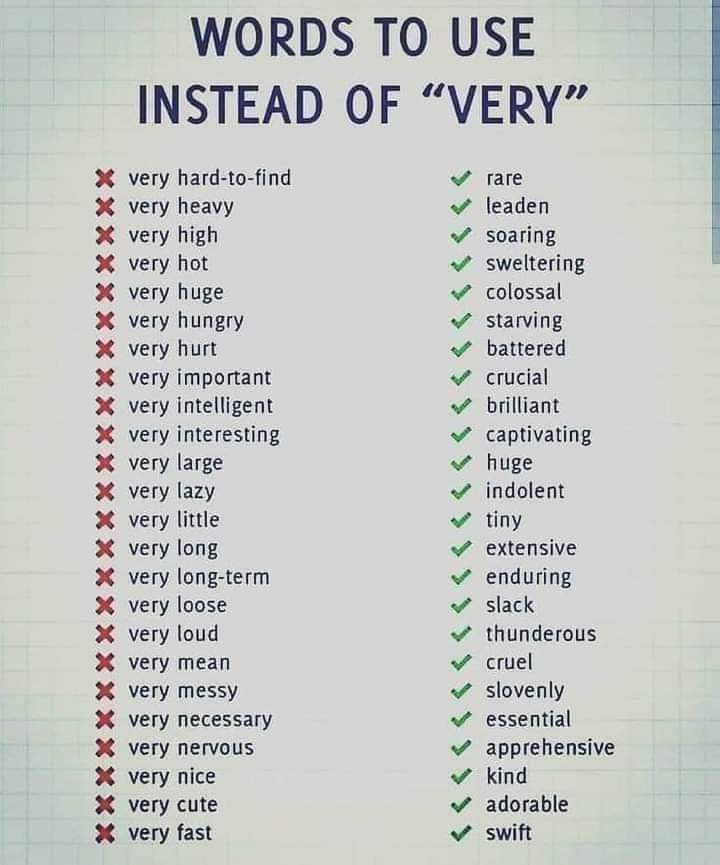 WORDS TO USE
INSTEAD OF “VERY”
very hard-to-find rare
very heavy leaden
very high soaring
very hot sweltering
very huge colossal
very hungry starving
very hurt battered
very important crucial
very intelligent brilliant
very interesting captivating
very large huge
very lazy indolent
very little tiny
very long extensive
very long-term enduring
very loose slack
very loud thunderous
very mean cruel
very messy slovenly
very necessary essential
very nervous apprehensive
very nice kind
very cute adorable
very fast swift